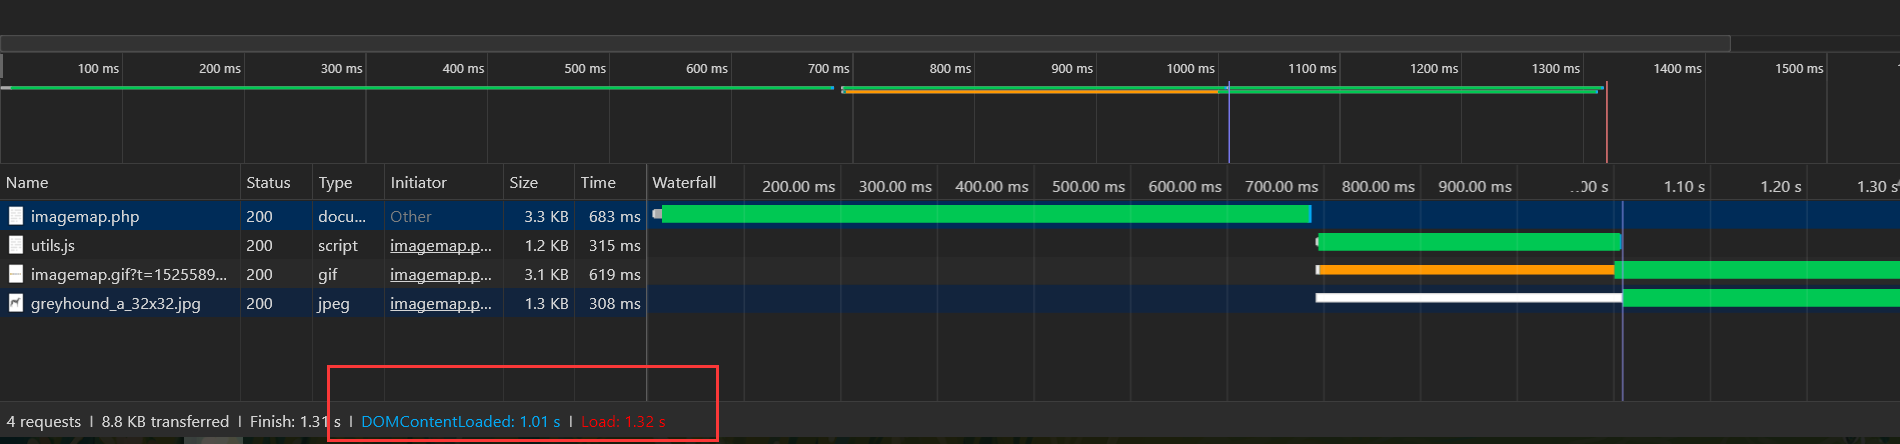 100 ms 200 ms 300 ms 400 ms 500 ms 600 ms 700 ms 800 ms 900 ms 1000 ms 1100 ms 1200 ms 1300 ms 1400 ms 1500 ms
Name Status Type Initiator Size Time Waterfall 200.00 ms 300.00 ms 400.00 ms 500.00 ms 600.00 ms 700.00 ms 800.00 ms 900.00 ms 00 s 1.10 s 1.20 s 1.30 s
imagemap.php 200 docu... Other 3.3 KB 683 ms
utils.js 200 script imagemap.p... 1.2 KB 315 ms
imagemap.gif?t=1525589... 200 gif imagemap.p... 3.1 KB 619 ms
greyhound_a_32x32.jpg 200 jpeg imagemap.p... 1.3 KB 308 ms
4 requests | 8.8 KB transferred | Finish: 1.31 s | DOMContentLoaded: 1.01 s | Load: 1.32 s